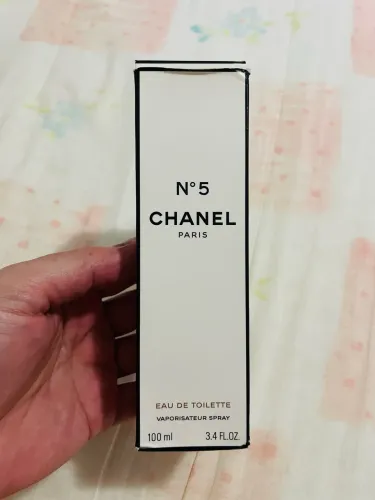 N°5
CHANEL
PARIS
EAU DE TOILETTE
VAPORISATEUR SPRAY
100 ml 3.4 FL.OZ.